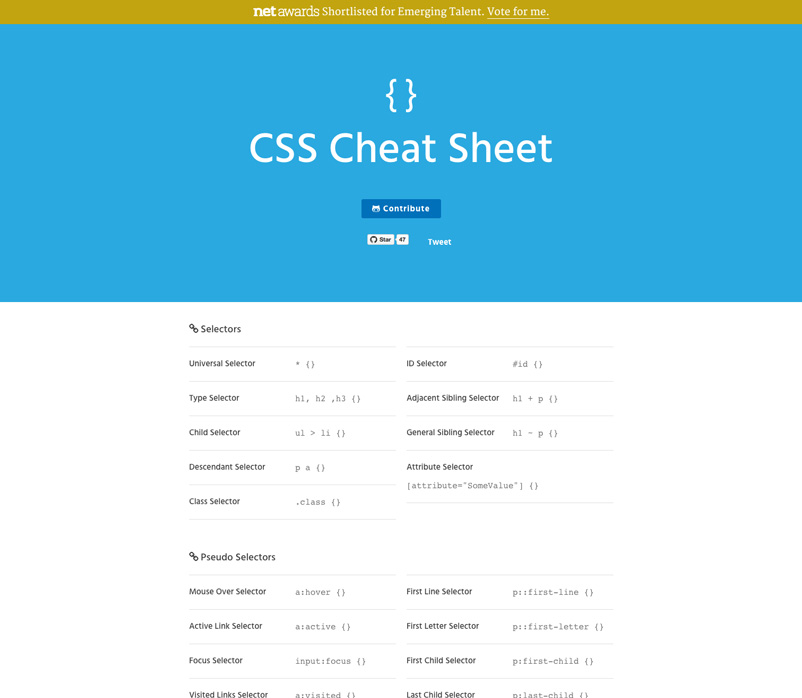 net awards Shortlisted for Emerging Talent. Vote for me.
{ }
CSS Cheat Sheet
Contribute
Star 47
Tweet
Selectors
Universal Selector * {}
Type Selector h1, h2 ,h3 {}
Child Selector ul > li {}
Descendant Selector p a {}
Class Selector .class {}
ID Selector #id {}
Adjacent Sibling Selector h1 + p {}
General Sibling Selector h1 ~ p {}
Attribute Selector
[attribute="SomeValue"] {}
Pseudo Selectors
Mouse Over Selector a:hover {}
Active Link Selector a:active {}
Focus Selector input:focus {}
Visited Links Selector a:visited {}
First Line Selector p::first-line {}
First Letter Selector p::first-letter {}
First Child Selector p:first-child {}
Last Child Selector p:last-child {}